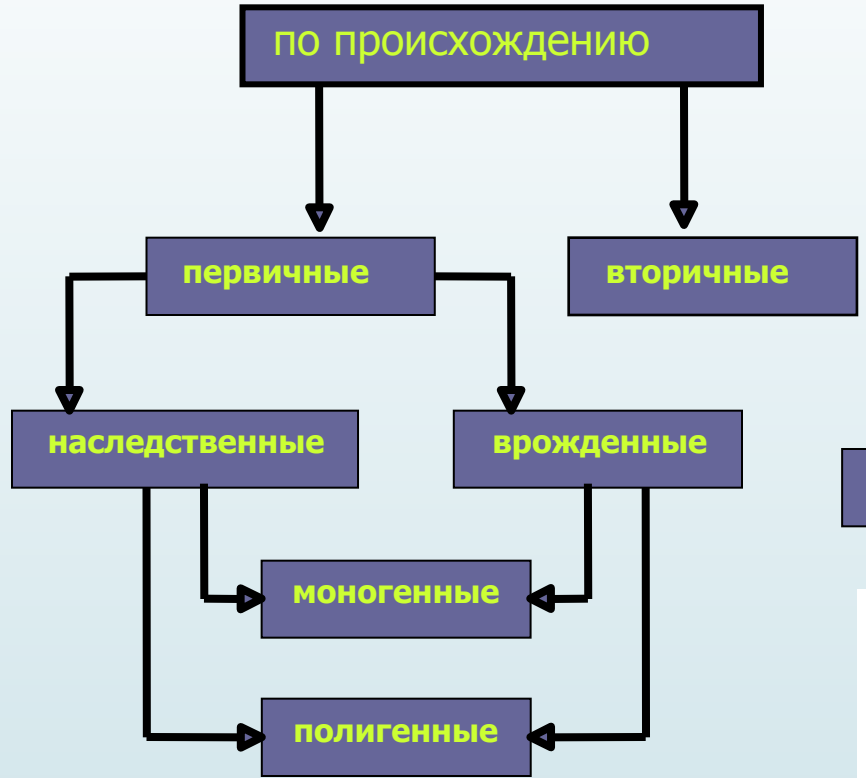 по происхождению
первичные
вторичные
наследственные
врожденные
моногенные
полигенные